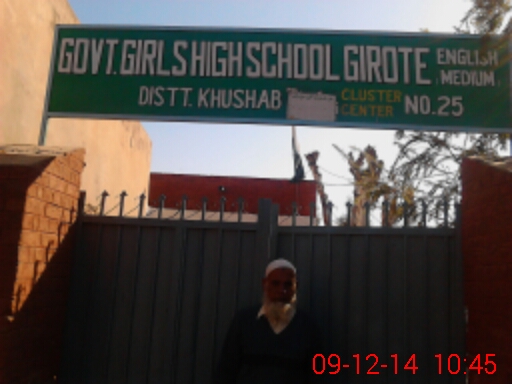 GOVT. GIRLS HIGH SCHOOL GIROTE ENGLISH MEDIUM
DISTT. KHUSHAB CLUSTER CENTER NO. 25
09-12-14 10:45